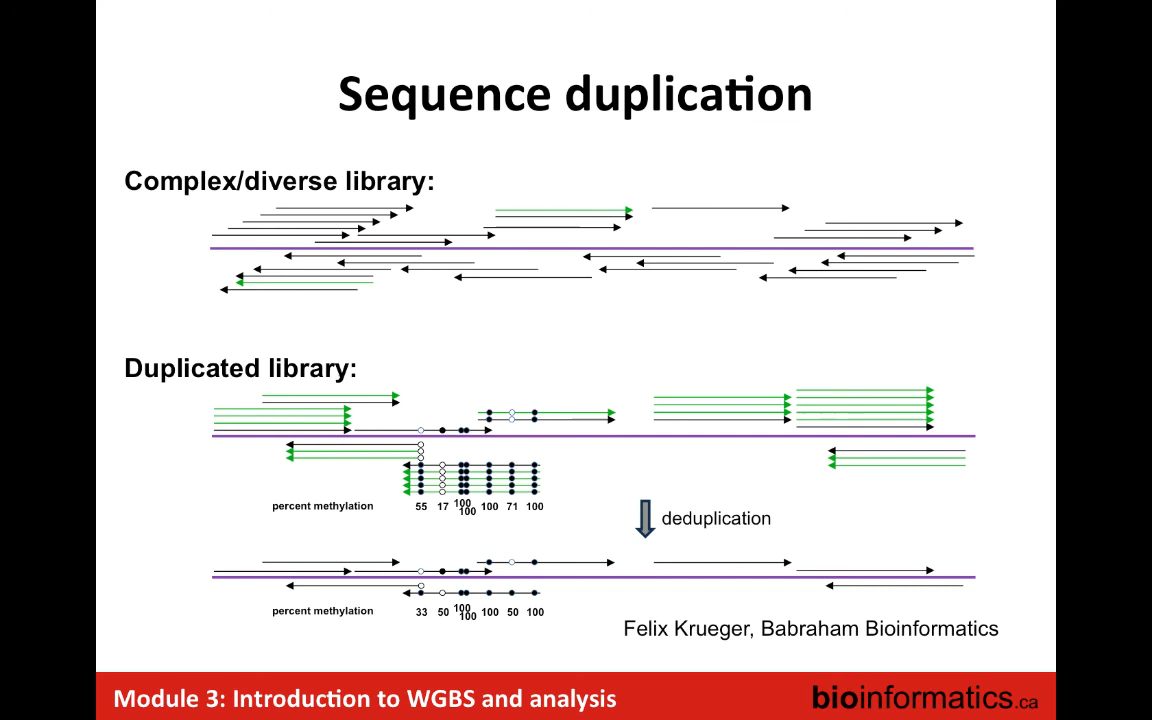 Sequence duplication
Complex/diverse library:
Duplicated library:
percent methylation 55 17 100 100 100 71 100
deduplication
percent methylation 33 50 100 100 100 50 100
Felix Krueger, Babraham Bioinformatics
Module 3: Introduction to WGBS and analysis
bioinformatics.ca